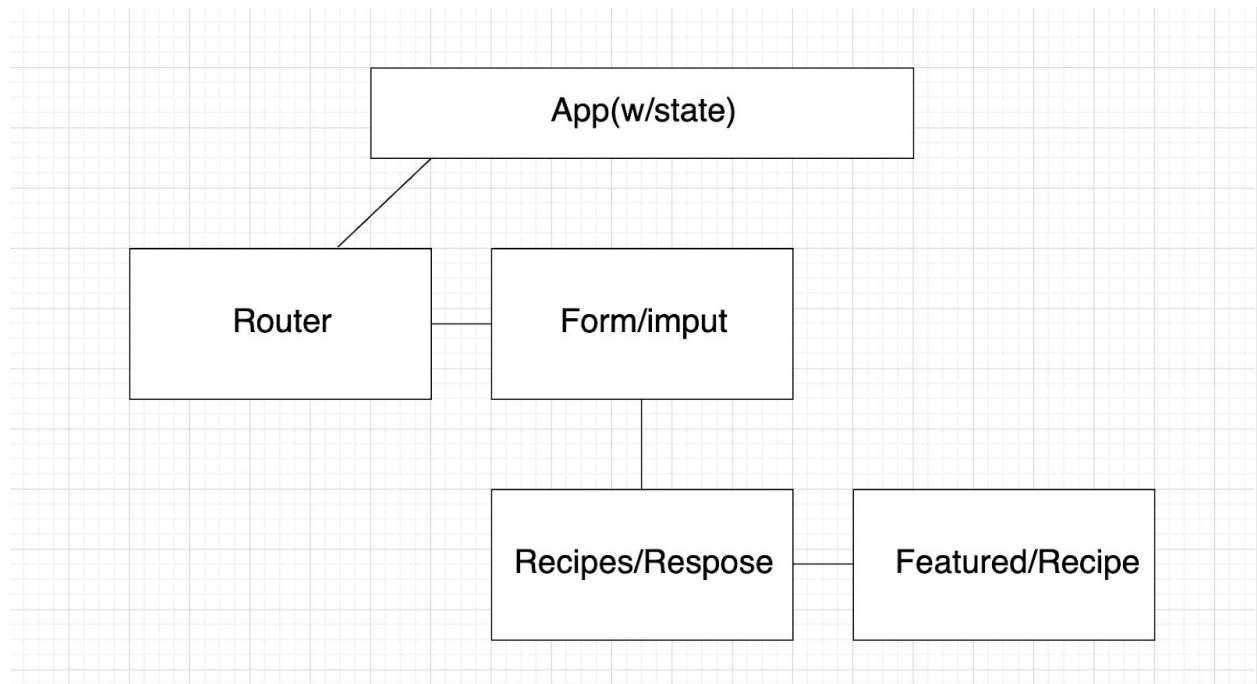 App(w/state)
Router
Form/imput
Recipes/Respose
Featured/Recipe